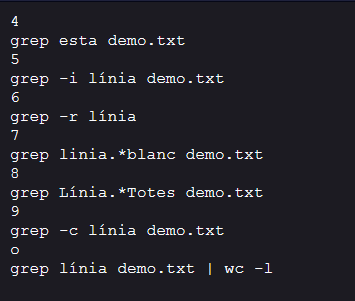 4
grep esta demo.txt
5
grep -i línia demo.txt
6
grep -r línia
7
grep linia.*blanc demo.txt
8
grep Línia.*Totes demo.txt
9
grep -c línia demo.txt
o
grep línia demo.txt | wc -l